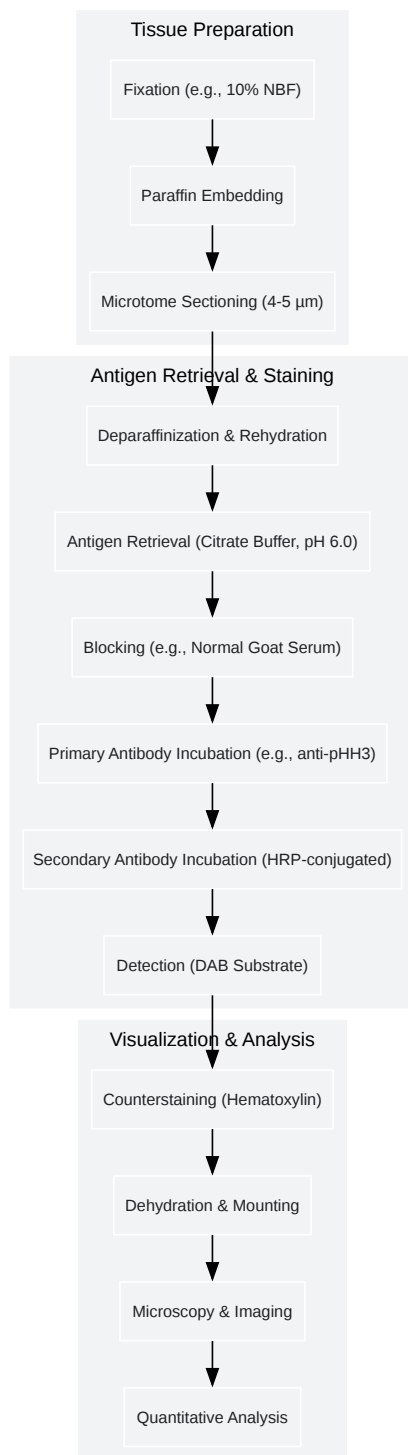 Tissue Preparation
Fixation (e.g., 10% NBF)
Paraffin Embedding
Microtome Sectioning (4-5 µm)
Antigen Retrieval & Staining
Deparaffinization & Rehydration
Antigen Retrieval (Citrate Buffer, pH 6.0)
Blocking (e.g., Normal Goat Serum)
Primary Antibody Incubation (e.g., anti-pHH3)
Secondary Antibody Incubation (HRP-conjugated)
Detection (DAB Substrate)
Visualization & Analysis
Counterstaining (Hematoxylin)
Dehydration & Mounting
Microscopy & Imaging
Quantitative Analysis